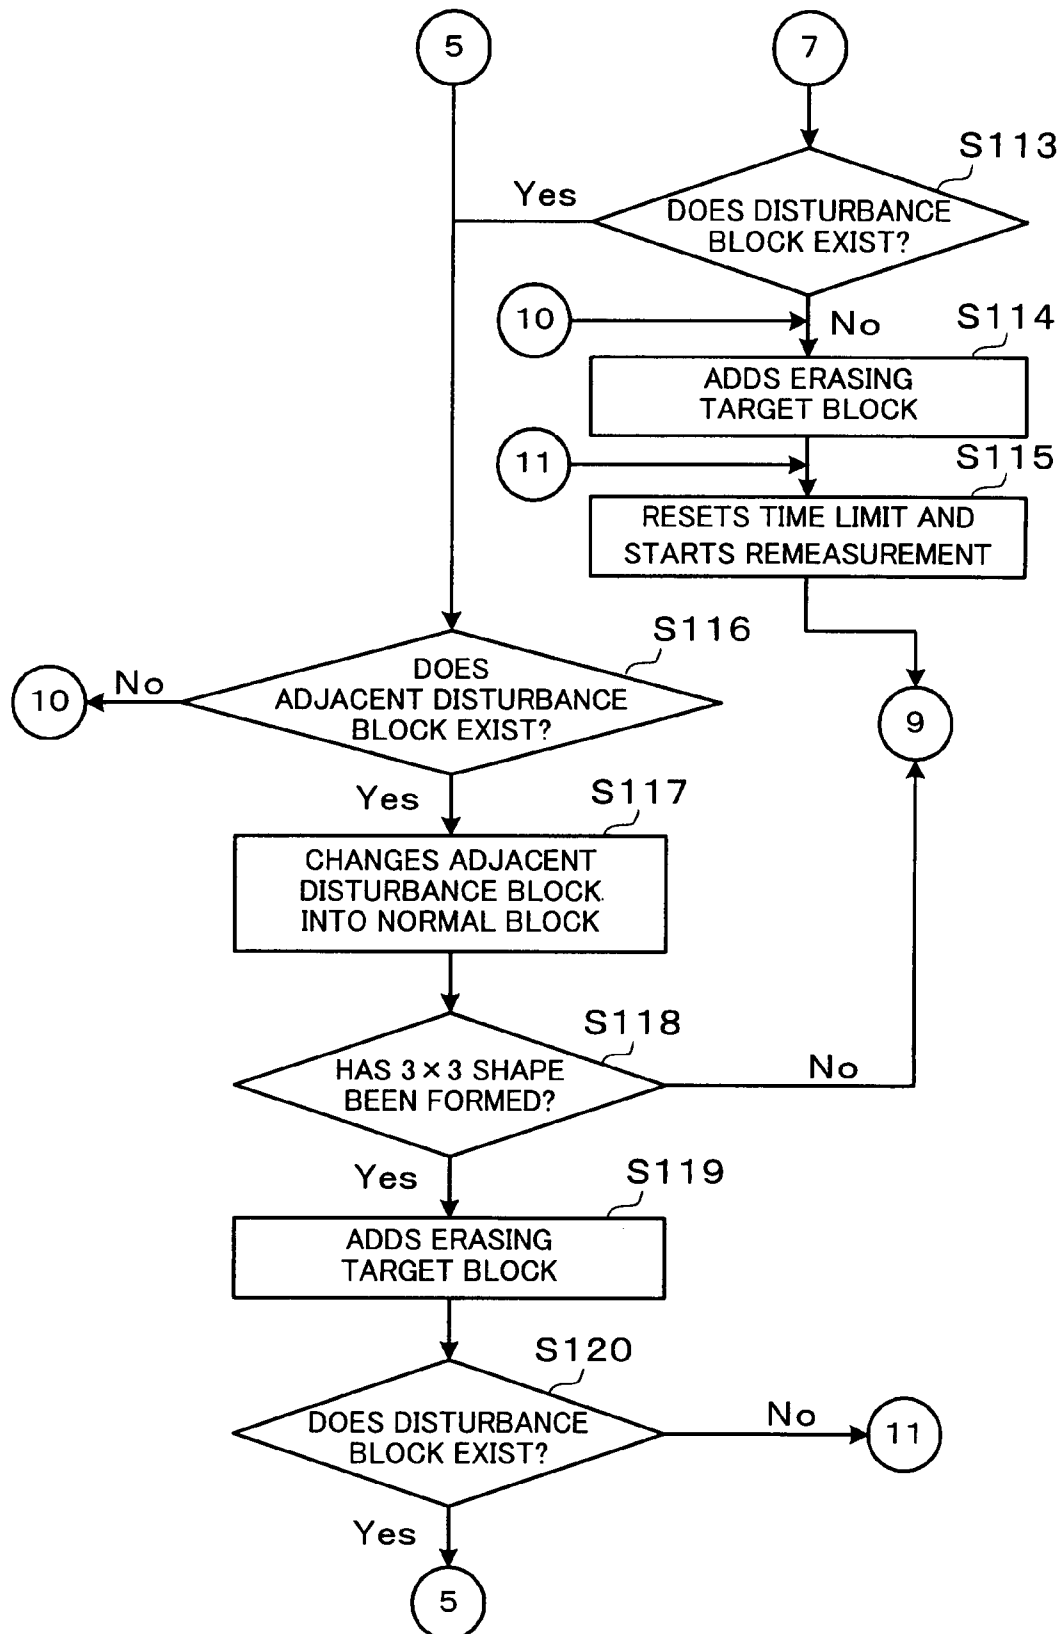 5
7
S113
Yes
DOES DISTURBANCE
BLOCK EXIST?
10
No
S114
ADDS ERASING
TARGET BLOCK
11
S115
RESETS TIME LIMIT AND
STARTS REMEASUREMENT
S116
DOES
ADJACENT DISTURBANCE
BLOCK EXIST?
No
10
9
Yes
S117
CHANGES ADJACENT
DISTURBANCE BLOCK
INTO NORMAL BLOCK
S118
HAS 3×3 SHAPE
BEEN FORMED?
No
Yes
S119
ADDS ERASING
TARGET BLOCK
S120
DOES DISTURBANCE
BLOCK EXIST?
No
11
Yes
5